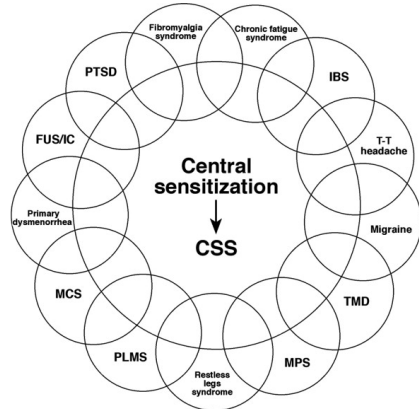 Fibromyalgia
syndrome
Chronic fatigue
syndrome
PTSD
IBS
FUS/IC
T-T
headache
Central
sensitization
CSS
Primary
dysmenorrhea
Migraine
MCS
TMD
PLMS
MPS
Restless
legs
syndrome